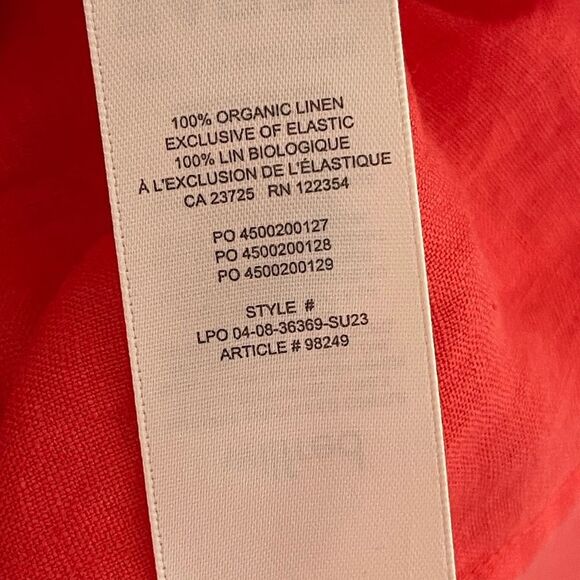 100% ORGANIC LINEN
EXCLUSIVE OF ELASTIC
100% LIN BIOLOGIQUE
À L'EXCLUSION DE L'ÉLASTIQUE
CA 23725 RN 122354
PO 4500200127
PO 4500200128
PO 4500200129
STYLE #
LPO 04-08-36369-SU23
ARTICLE # 98249